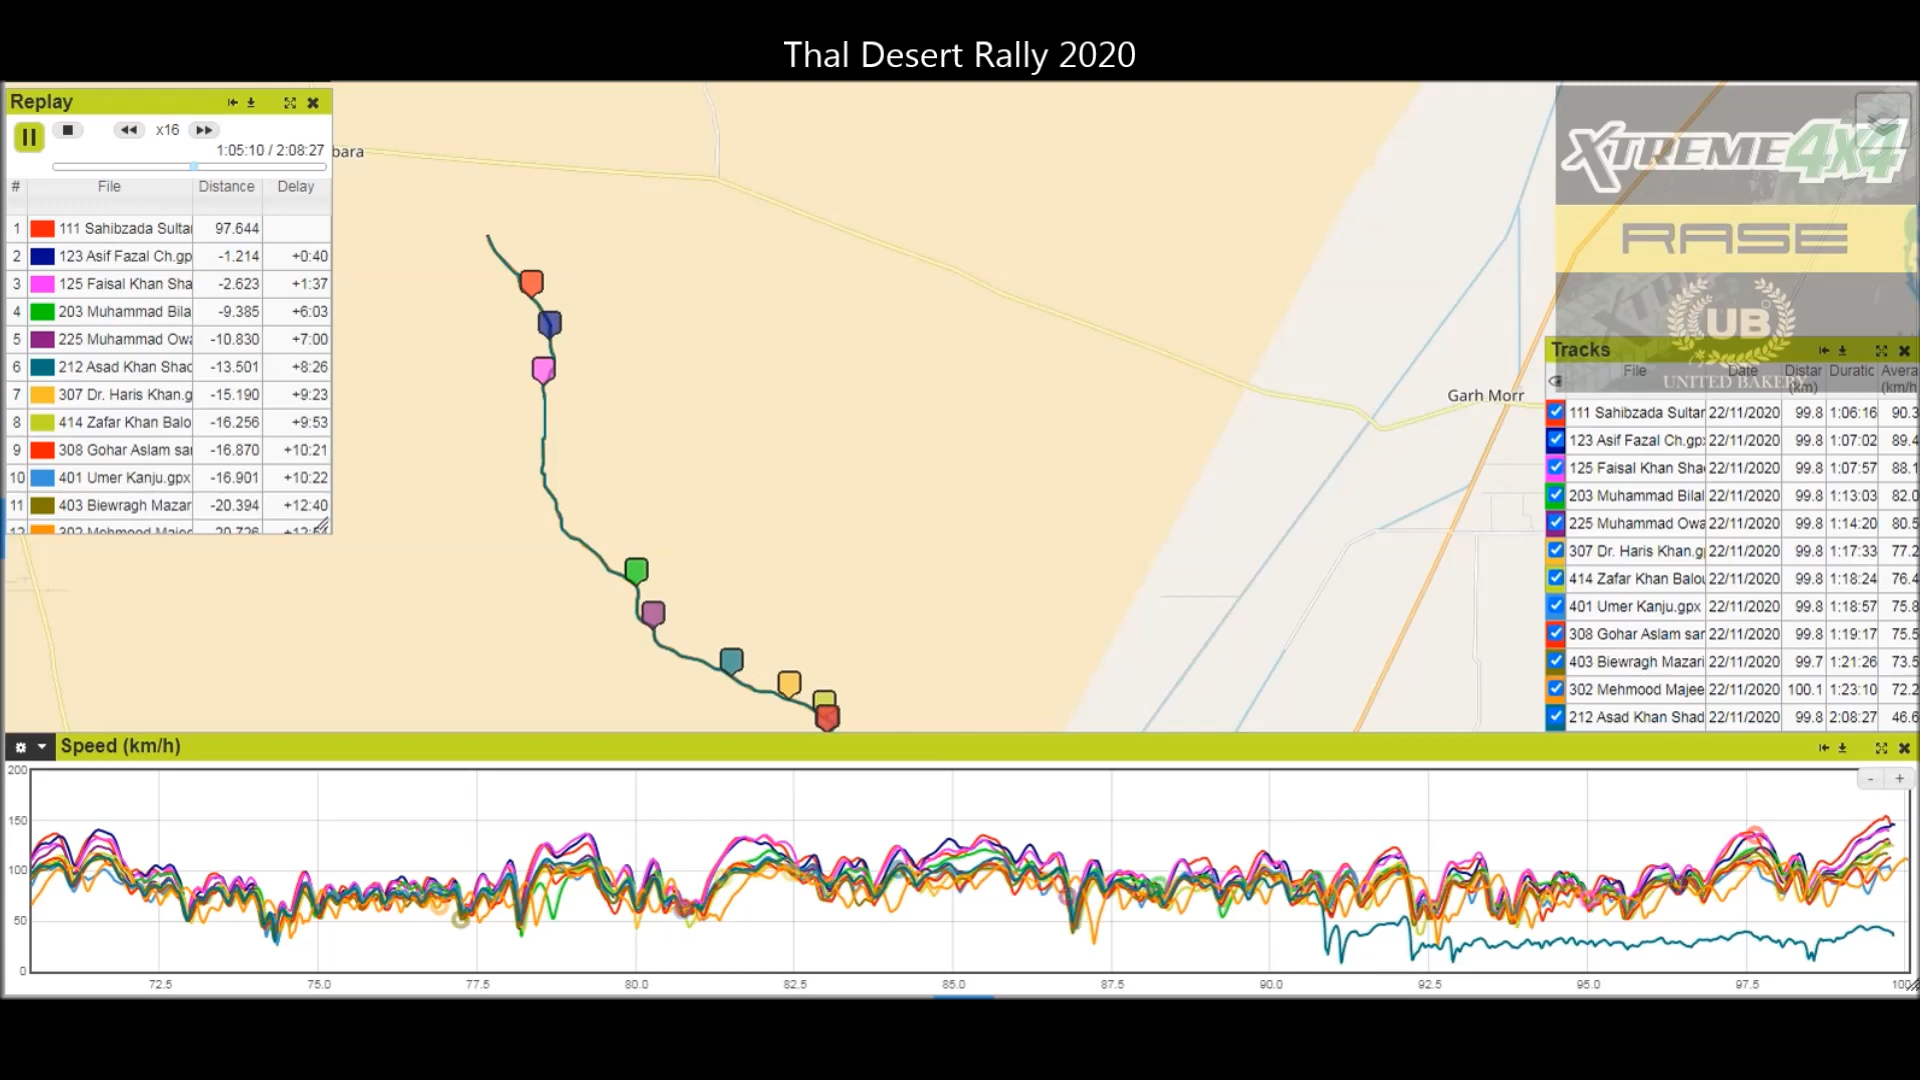 Thal Desert Rally 2020
Replay
x16
1:05:10 / 2:08:27
# File Distance Delay
1 111 Sahibzada Sulta 97.644
2 123 Asif Fazal Ch.gp -1.214 +0:40
3 125 Faisal Khan Sha -2.623 +1:37
4 203 Muhammad Bila -9.385 +6:03
5 225 Muhammad Owa -10.830 +7:00
6 212 Asad Khan Shad -13.501 +8:26
7 307 Dr. Haris Khan.g -15.190 +9:23
8 414 Zafar Khan Balo -16.256 +9:53
9 308 Gohar Aslam sa -16.870 +10:21
10 401 Umer Kanju.gpx -16.901 +10:22
11 403 Biewragh Mazar -20.394 +12:40
12 302 Mehmood Majee -20.726
bara
Garh Morr
XTREME4X4
RASE
UB
UNITED BAKERY
Tracks
File Date Distan (km) Duratic Avera (km/h
111 Sahibzada Sultar 22/11/2020 99.8 1:06:16 90.3
123 Asif Fazal Ch.gp 22/11/2020 99.8 1:07:02 89.4
125 Faisal Khan Sha 22/11/2020 99.8 1:07:57 88.1
203 Muhammad Bilal 22/11/2020 99.8 1:13:03 82.0
225 Muhammad Owa 22/11/2020 99.8 1:14:20 80.5
307 Dr. Haris Khan.g 22/11/2020 99.8 1:17:33 77.2
414 Zafar Khan Balou 22/11/2020 99.8 1:18:24 76.4
401 Umer Kanju.gpx 22/11/2020 99.8 1:18:57 75.8
308 Gohar Aslam sar 22/11/2020 99.8 1:19:17 75.5
403 Biewragh Mazari 22/11/2020 99.7 1:21:26 73.5
302 Mehmood Majee 22/11/2020 100.1 1:23:10 72.2
212 Asad Khan Shad 22/11/2020 99.8 2:08:27 46.6
Speed (km/h)
- +
200
150
100
50
0
72.5 75.0 77.5 80.0 82.5 85.0 87.5 90.0 92.5 95.0 97.5 100